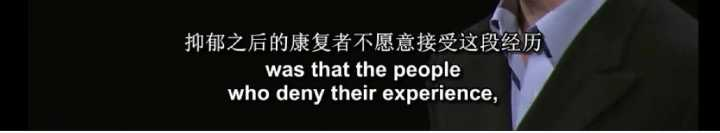 抑郁之后的康复者不愿意接受这段经历
was that the people
who deny their experience,